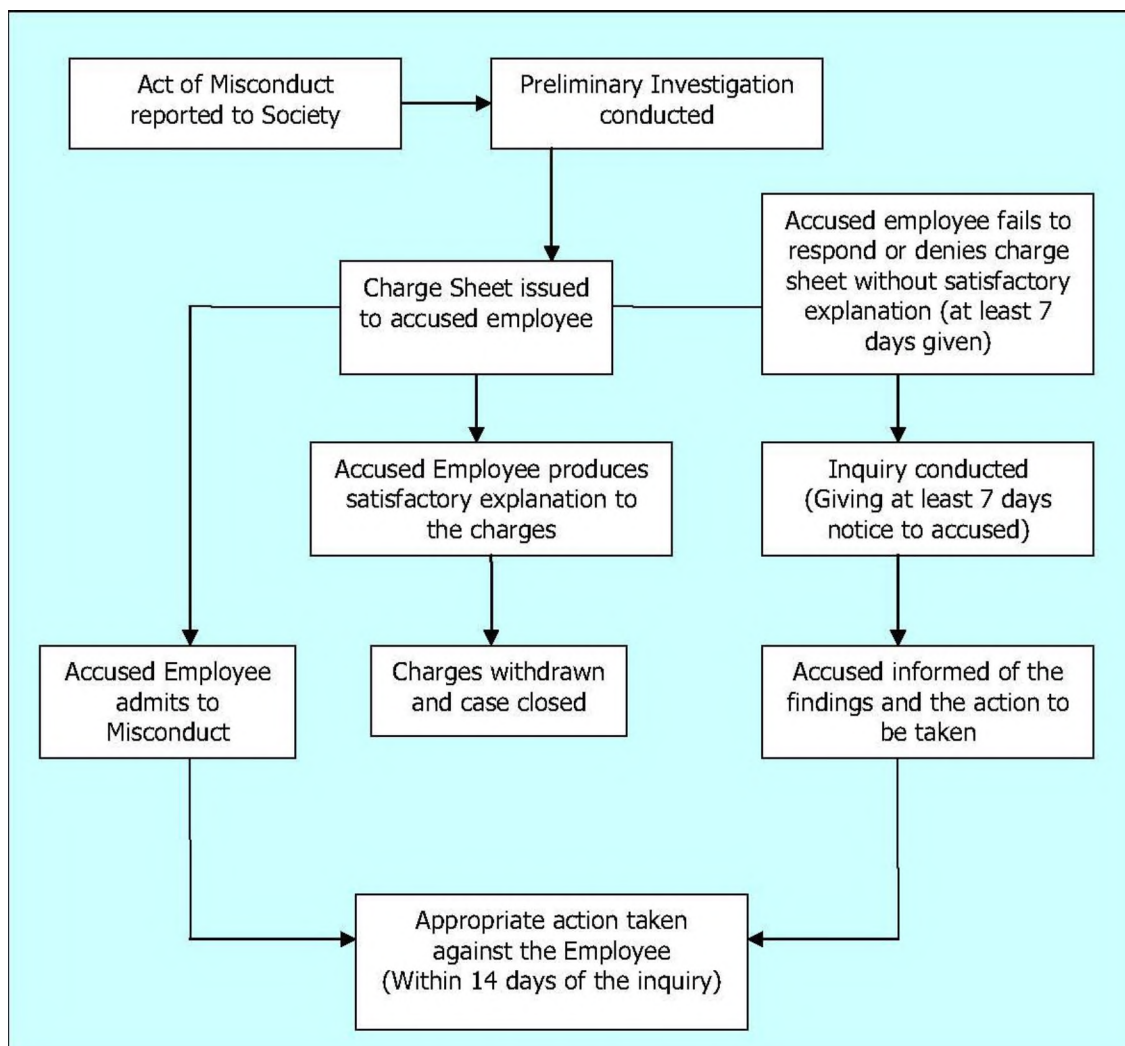 Act of Misconduct
reported to Society
Preliminary Investigation
conducted
Accused employee fails to
respond or denies charge
sheet without satisfactory
explanation (at least 7
days given)
Charge Sheet issued
to accused employee
Accused Employee produces
satisfactory explanation to
the charges
Inquiry conducted
(Giving at least 7 days
notice to accused)
Accused Employee
admits to
Misconduct
Charges withdrawn
and case closed
Accused informed of the
findings and the action to
be taken
Appropriate action taken
against the Employee
(Within 14 days of the inquiry)